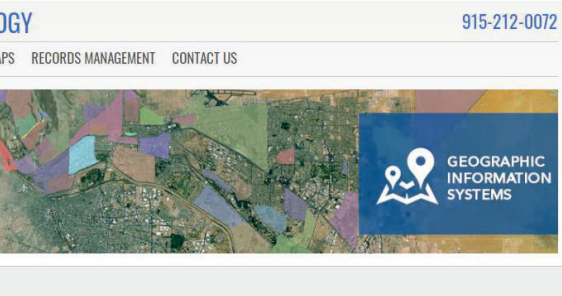 OGY
915-212-0072
APS RECORDS MANAGEMENT CONTACT US
GEOGRAPHIC
INFORMATION
SYSTEMS